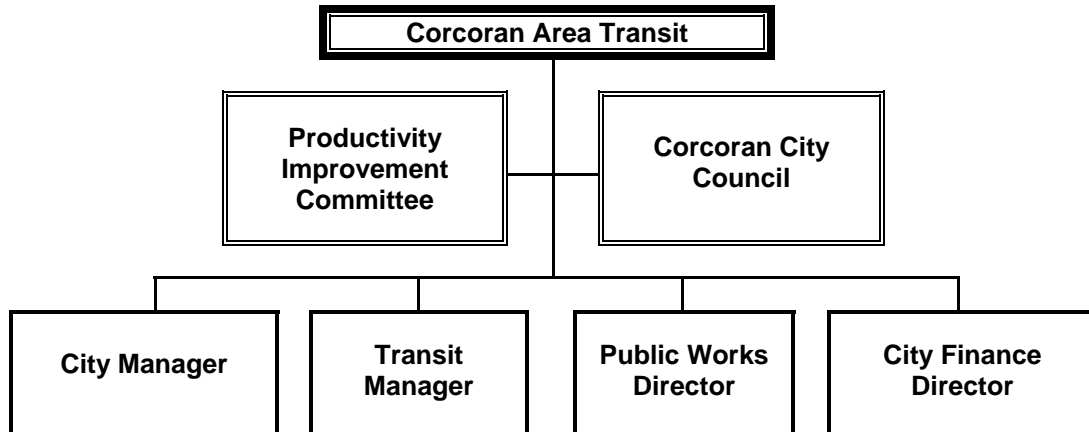 Corcoran Area Transit
Productivity
Improvement
Committee
Corcoran City
Council
City Manager
Transit
Manager
Public Works
Director
City Finance
Director